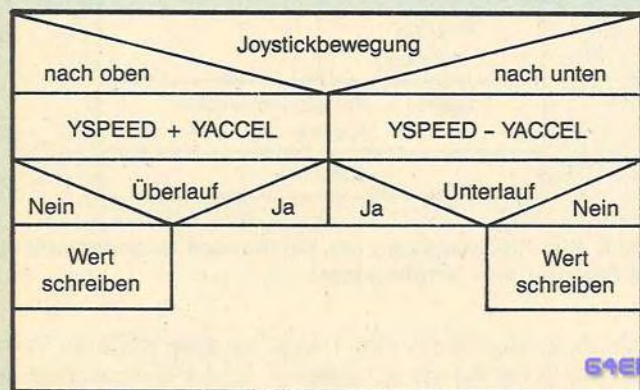 Joystickbewegung
nach oben
nach unten
YSPEED + YACCEL
YSPEED – YACCEL
Überlauf
Unterlauf
Nein
Ja
Ja
Nein
Wert
schreiben
Wert
schreiben